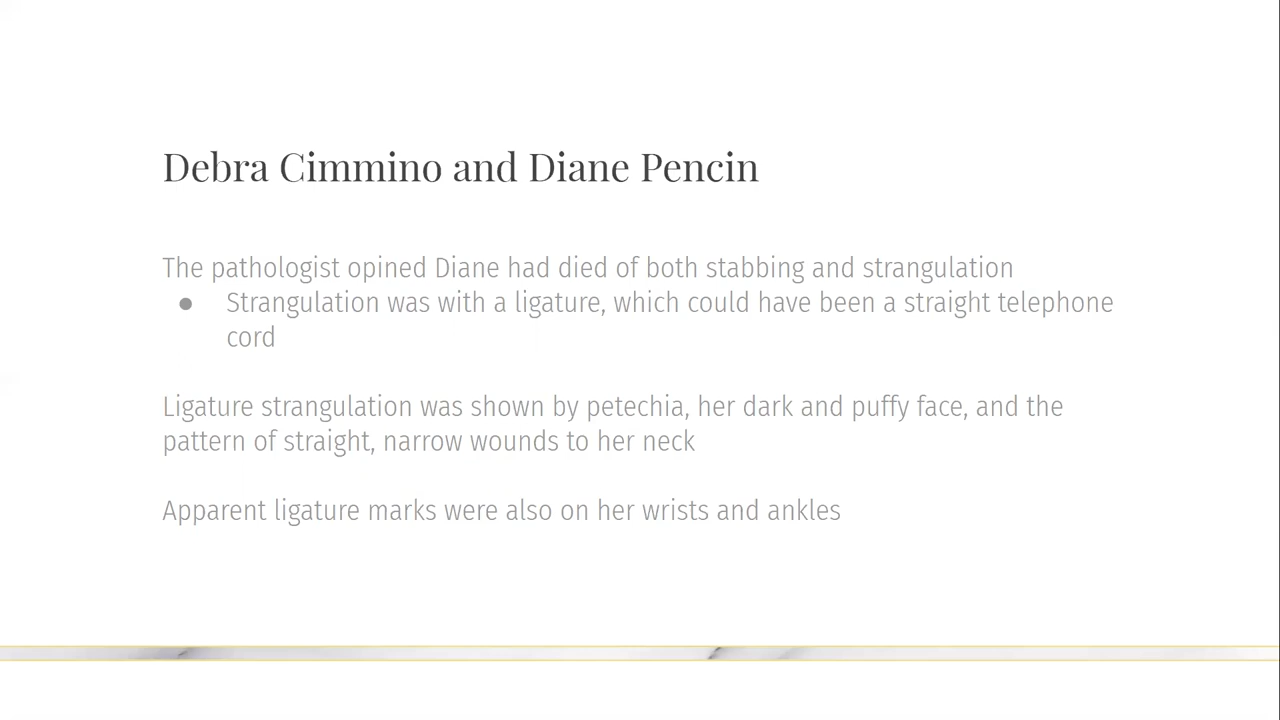 Debra Cimmino and Diane Pencin
The pathologist opined Diane had died of both stabbing and strangulation
● Strangulation was with a ligature, which could have been a straight telephone
cord
Ligature strangulation was shown by petechia, her dark and puffy face, and the
pattern of straight, narrow wounds to her neck
Apparent ligature marks were also on her wrists and ankles